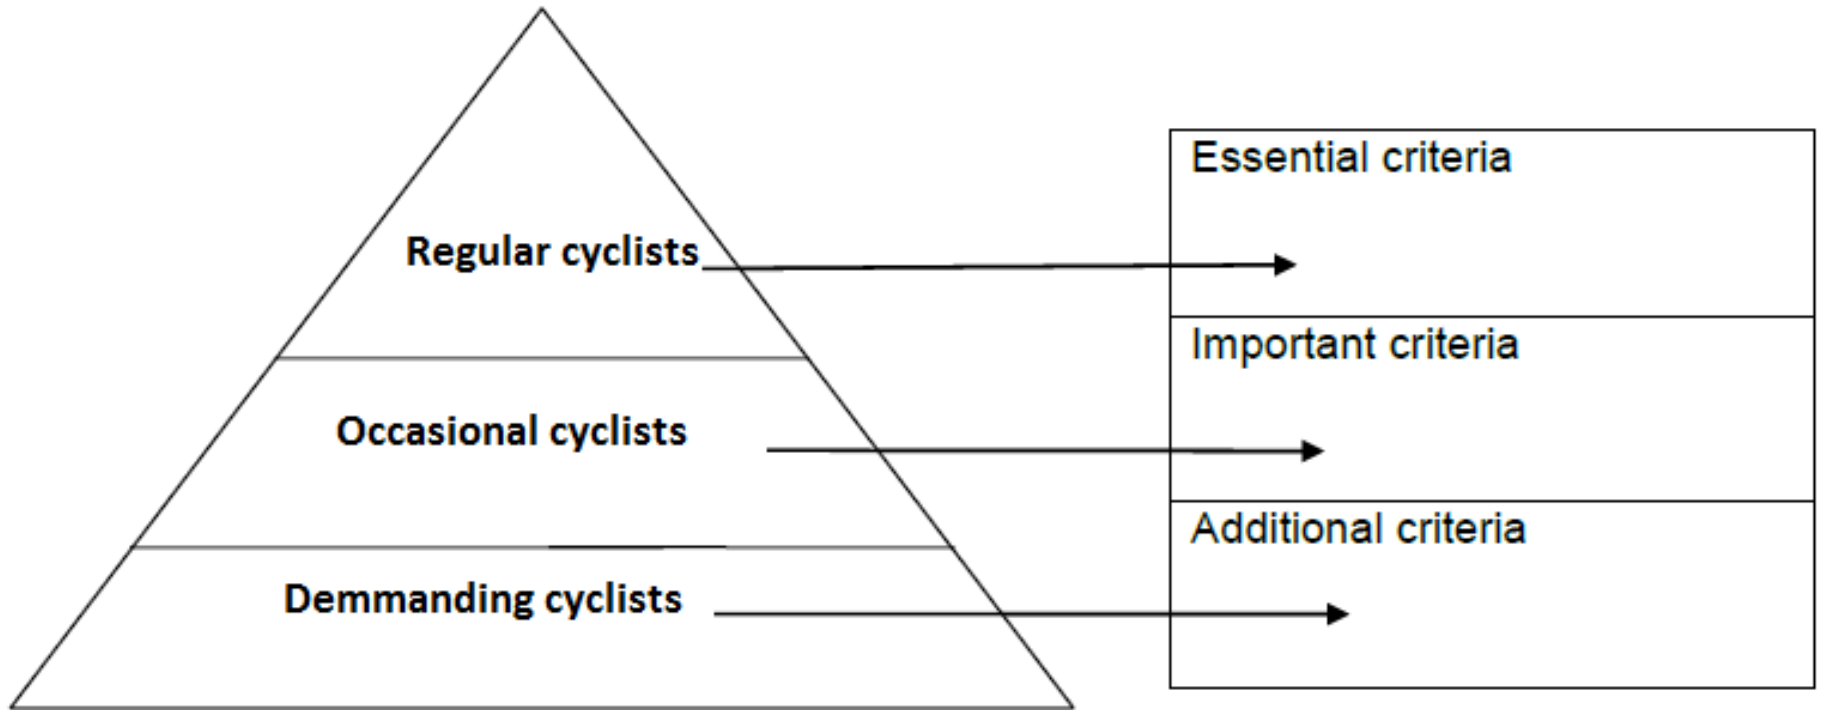 Essential criteria
Regular cyclists
Important criteria
Occasional cyclists
Additional criteria
Demmanding cyclists